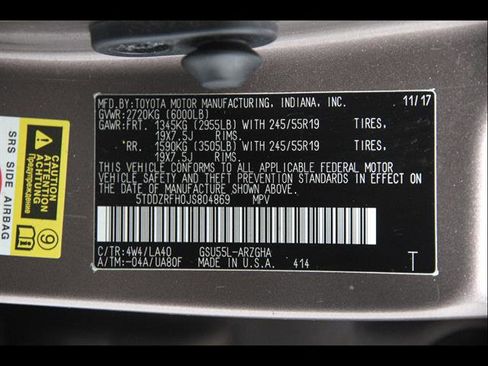 MFD.BY:TOYOTA MOTOR MANUFACTURING, INDIANA, INC. 11/17
GVWR:2720KG (6000LB)
GAWR:FRT. 1345KG (2955LB) WITH 245/55R19 TIRES,
19X7.5J RIMS.
RR. 1590KG (3505LB) WITH 245/55R19 TIRES,
19X7.5J RIMS.
THIS VEHICLE CONFORMS TO ALL APPLICABLE FEDERAL MOTOR
VEHICLE SAFETY AND THEFT PREVENTION STANDARDS IN EFFECT
ON THE DATE OF MANUFACTURE SHOWN ABOVE.
5TDDZRFH0JS804869 MPV
C/TR:4W4/LA40 GSU55L-ARZGHA
A/TM:-04A/UA80F MADE IN U.S.A. 414 T
SRS SIDE AIRBAG
ATTENTION
ACHTUNG
Предупреждение